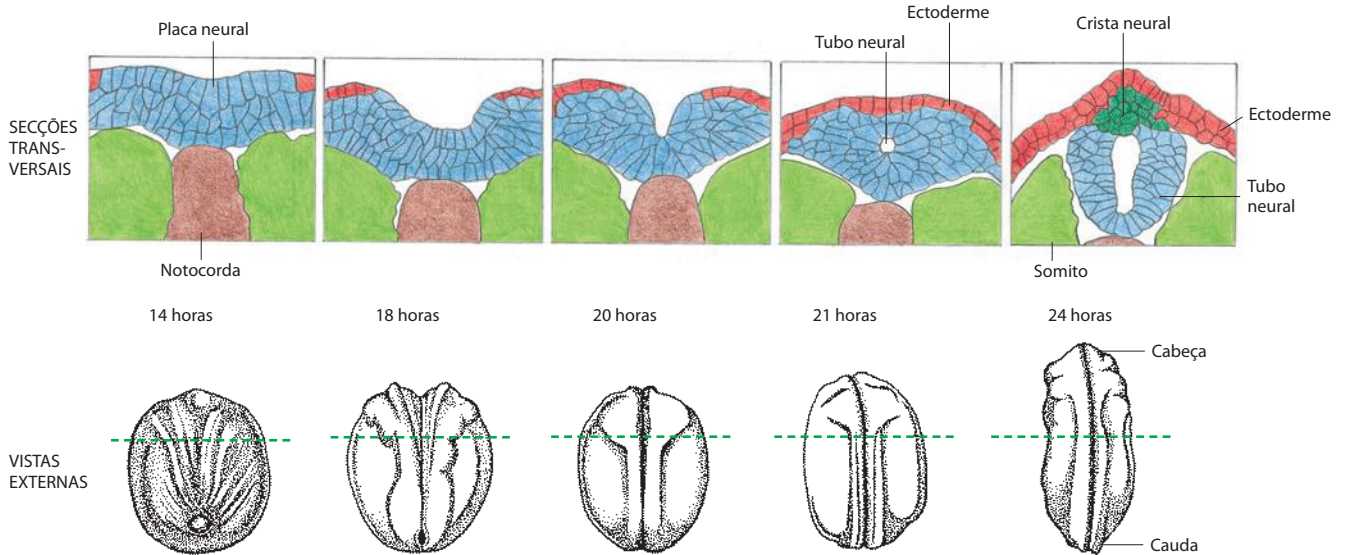 Placa neural
Tubo neural
Ectoderme
Crista neural
SECÇÕES
TRANS-
VERSAIS
Ectoderme
Tubo
neural
Notocorda
Somito
14 horas
18 horas
20 horas
21 horas
24 horas
Cabeça
VISTAS
EXTERNAS
Cauda